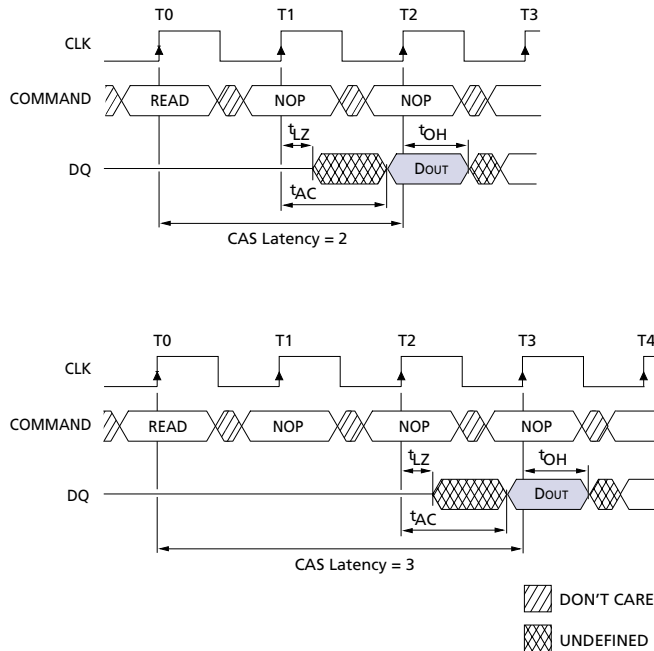 T0 T1 T2 T3
CLK
COMMAND READ NOP NOP
tLZ tOH
DQ DOUT
tAC
CAS Latency = 2
T0 T1 T2 T3 T4
CLK
COMMAND READ NOP NOP NOP
tLZ tOH
DQ DOUT
tAC
CAS Latency = 3
DON'T CARE
UNDEFINED